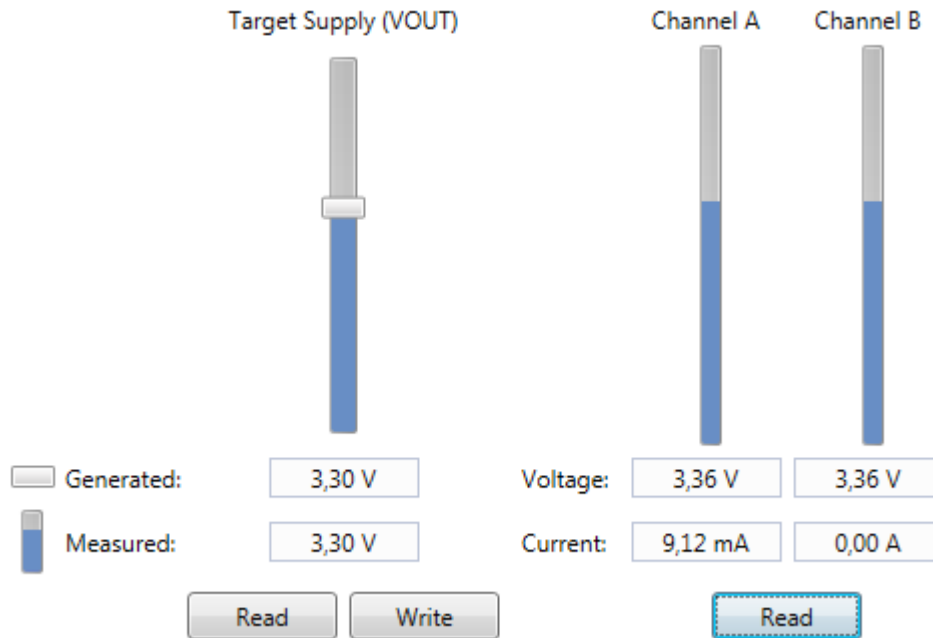 Target Supply (VOUT) Channel A Channel B
Generated: 3,30 V Voltage: 3,36 V 3,36 V
Measured: 3,30 V Current: 9,12 mA 0,00 A
Read Write Read